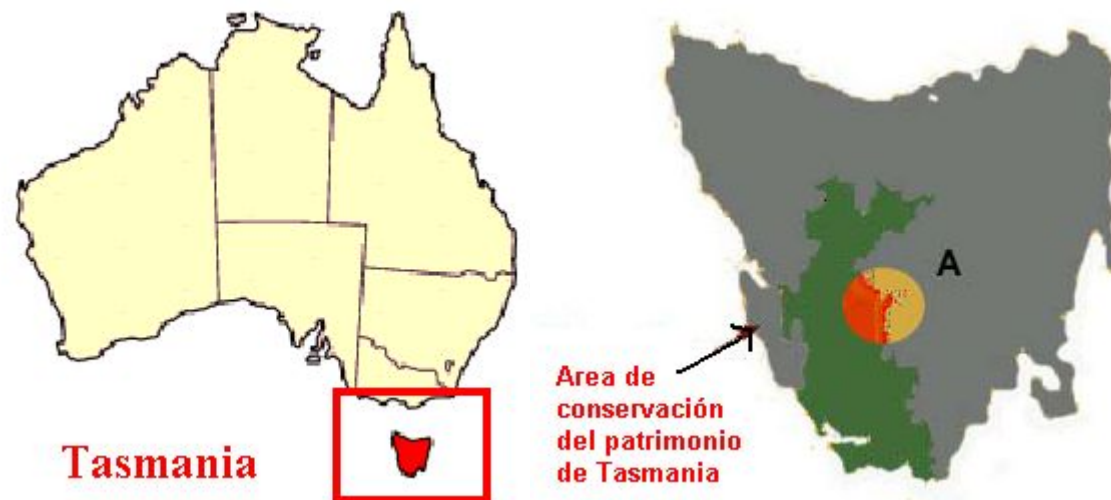 Tasmania
A
Area de
conservación
del patrimonio
de Tasmania